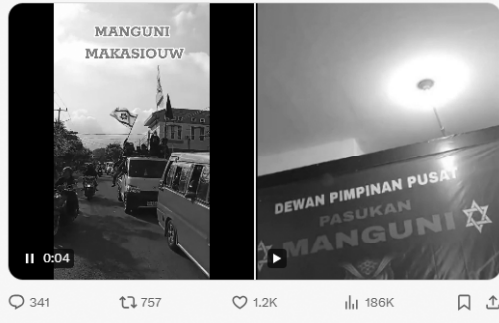 MANGUNI
MAKASIOUW
0:04
DEWAN PIMPINAN PUSAT
PASUKAN
MANGUNI
341
757
1.2K
186K